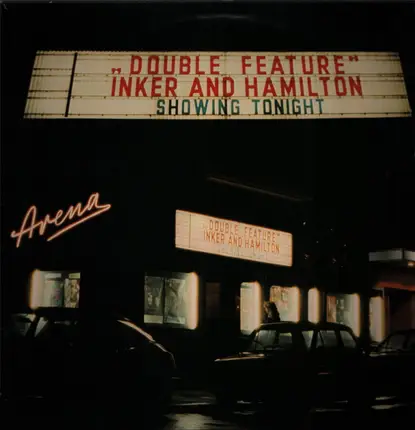 „DOUBLE FEATURE"
INKER AND HAMILTON
SHOWING TONIGHT
Arena
„DOUBLE FEATURE"
INKER AND HAMILTON